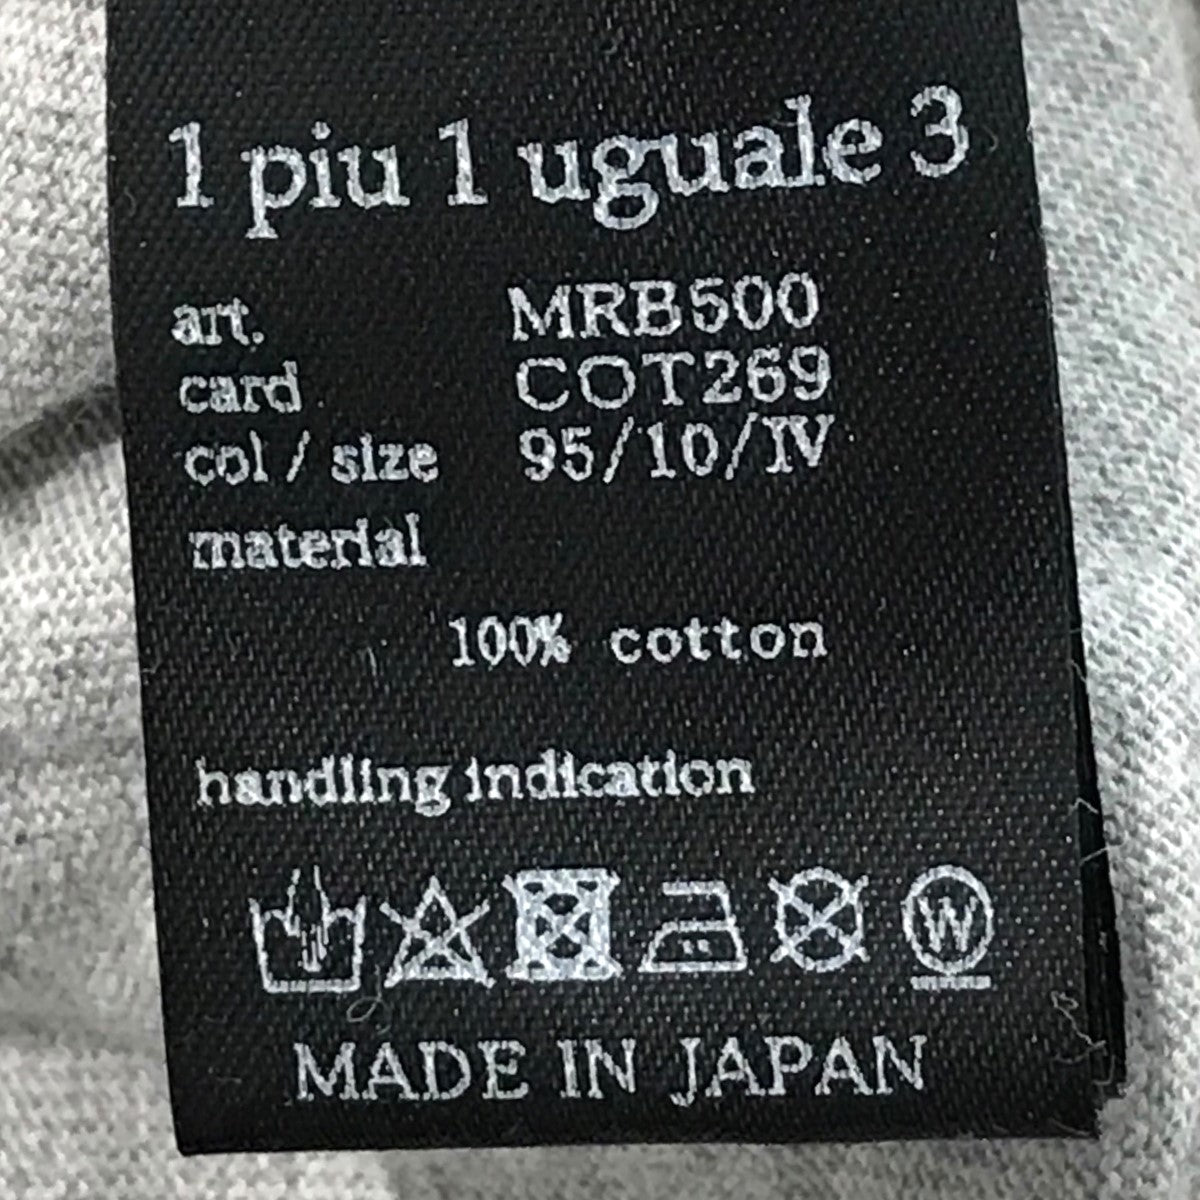 1 piu 1 uguale 3
art. MRB500
card COT269
col / size 95/10/IV
material
100% cotton
handling indication
W
MADE IN JAPAN